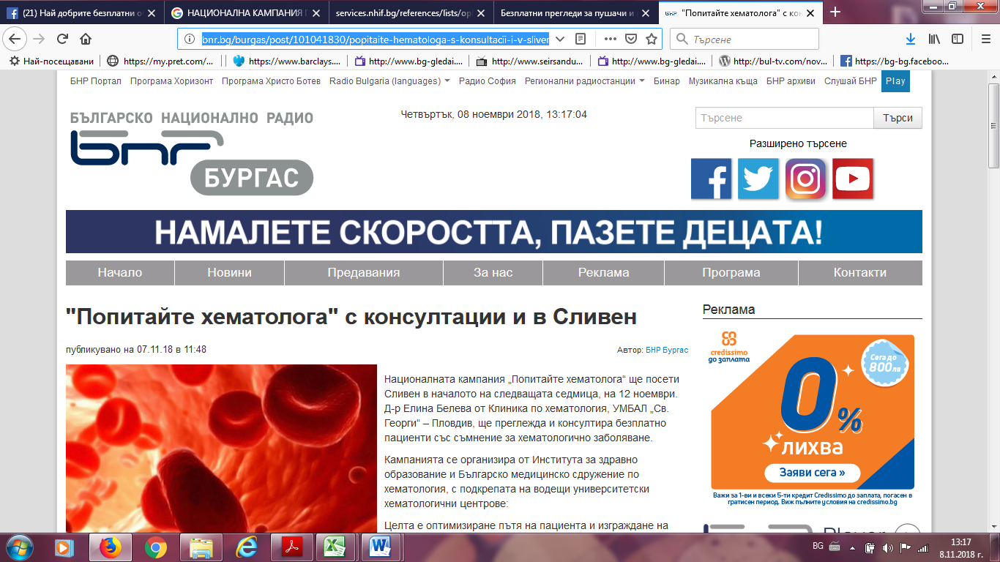 (21) Най добрите безплатни о
НАЦИОНАЛНА КАМПАНИЯ
services.nhif.bg/references/lists/op
Безплатни прегледи за пушачи и
"Попитайте хематолога" с кон
bnr.bg/burgas/post/101041830/popitaite-hematologa-s-konsultacii-i-v-sliven
Търсене
Най-посещавани
https://my.pret.com/...
https://www.barclays....
http://www.bg-gledai....
http://www.seirsandu...
http://www.bg-gledai....
http://bul-tv.com/nov...
https://bg-bg.faceboo...
БНР Портал Програма Хоризонт Програма Христо Ботев Radio Bulgaria (languages) Радио София Регионални радиостанции Бинар Музикална къща БНР архиви Слушай БНР Play
БЪЛГАРСКО НАЦИОНАЛНО РАДИО
бнр
БУРГАС
Четвъртък, 08 ноември 2018, 13:17:04
Търсене Търси
Разширено търсене
НАМАЛЕТЕ СКОРОСТТА, ПАЗЕТЕ ДЕЦАТА!
Начало Новини Предавания За нас Реклама Програма Контакти
"Попитайте хематолога" с консултации и в Сливен
публикувано на 07.11.18 в 11:48
Автор: БНР Бургас
Националната кампания „Попитайте хематолога“ ще посети
Сливен в началото на следващата седмица, на 12 ноември.
Д-р Елина Белева от Клиника по хематология, УМБАЛ „Св.
Георги“ – Пловдив, ще преглежда и консултира безплатно
пациенти със съмнение за хематологично заболяване.
Кампанията се организира от Института за здравно
образование и Българско медицинско сдружение по
хематология, с подкрепата на водещи университетски
хематологични центрове:
Целта е оптимизиране пътя на пациента и изграждане на
Реклама
credissimo
до заплата
Сега до
800лв
0%
лихва
Заяви сега »
Важи за 1-ви и всеки 5-ти кредит Credissimo до заплата, погасен в
гратисен период. Виж пълните условия на credissimo.bg
BG
13:17
8.11.2018 г.